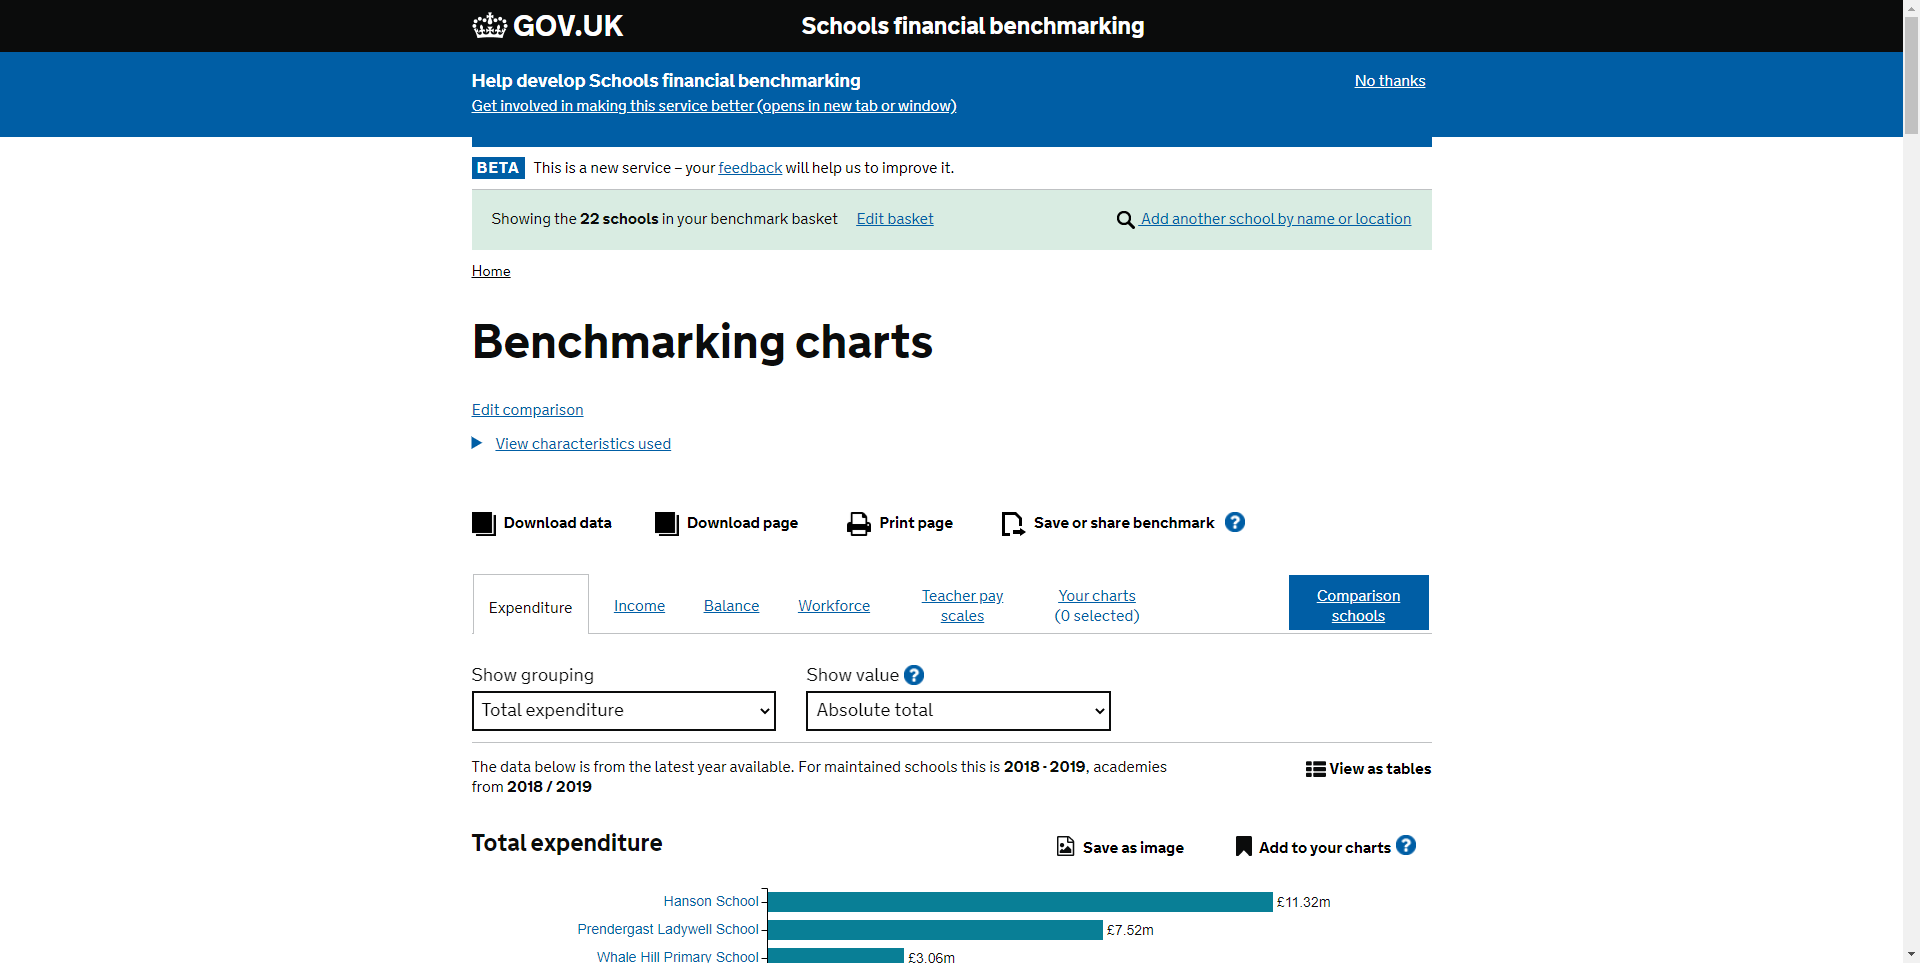 GOV.UK
Schools financial benchmarking
Help develop Schools financial benchmarking
No thanks
Get involved in making this service better (opens in new tab or window)
BETA This is a new service – your feedback will help us to improve it.
Showing the 22 schools in your benchmark basket Edit basket Add another school by name or location
Home
Benchmarking charts
Edit comparison
View characteristics used
Download data Download page Print page Save or share benchmark ?
Expenditure Income Balance Workforce
Teacher pay
scales
Your charts
(0 selected)
Comparison
schools
Show grouping
Total expenditure
Show value ?
Absolute total
The data below is from the latest year available. For maintained schools this is 2018 - 2019, academies
from 2018 / 2019
View as tables
Total expenditure
Save as image Add to your charts ?
Hanson School £11.32m
Prendergast Ladywell School £7.52m
Whale Hill Primary School £3.06m